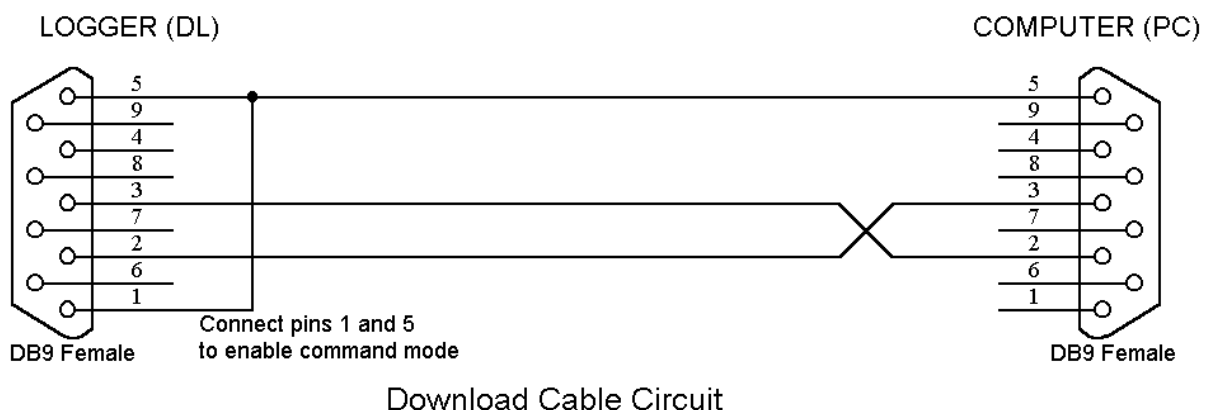 LOGGER (DL)
COMPUTER (PC)
5
9
4
8
3
7
2
6
1
5
9
4
8
3
7
2
6
1
Connect pins 1 and 5
to enable command mode
DB9 Female
DB9 Female
Download Cable Circuit